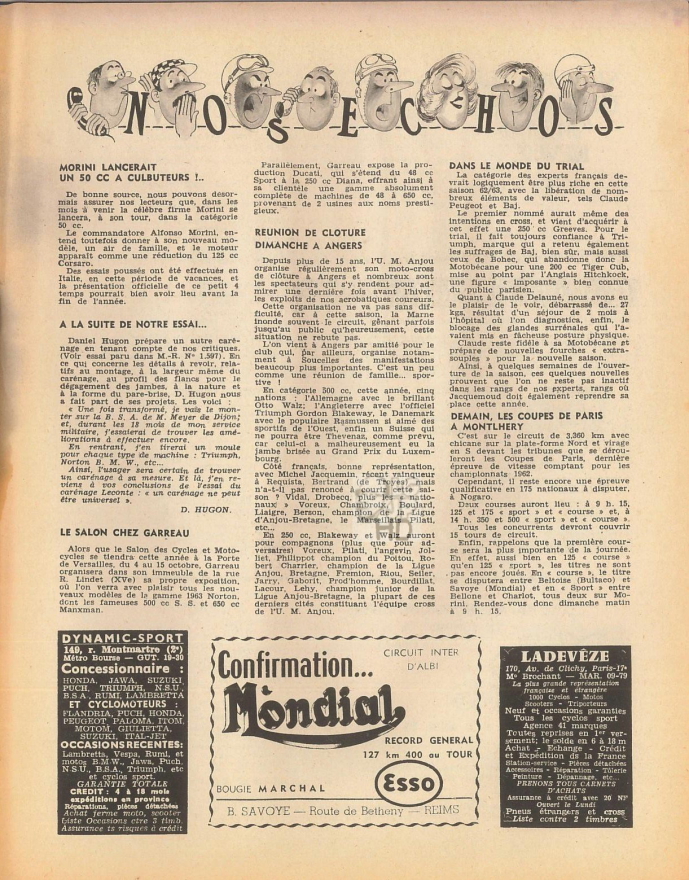 NOS ECHOS
MORINI LANCERAIT
UN 50 CC A CULBUTEURS !..
De bonne source, nous pouvons désor-
mais assurer nos lecteurs que, dans les
mois à venir la célèbre firme Morini se
lancera, à son tour, dans la catégorie
50 cc.
Le commandator Alfonso Morini, en-
tend toutefois donner à son nouveau mo-
dèle, un air de famille, et le moteur
apparaît comme une réduction du 125 cc
Corsaro.
Des essais poussés ont été effectués en
Italie, en cette période de vacances, et
la présentation officielle de ce petit 4
temps pourrait bien avoir lieu avant la
fin de l'année.
A LA SUITE DE NOTRE ESSAI...
Daniel Hugon prépare un autre caré-
nage en tenant compte de nos critiques.
(Voir essai paru dans M.-R. N° 1.597). En
ce qui concerne les détails à revoir, rela-
tifs au montage, à la largeur même du
carénage, au profil des flancs pour le
dégagement des jambes, à la nature et
à la forme du pare-brise, D. Hugon nous
a fait part de ses projets. Les voici :
« Une fois transformé, je vais le mon-
ter sur la B. S. A. de M. Meyer de Dijon;
et, durant les 18 mois de mon service
militaire, j'essaierai de trouver les amé-
liorations à effectuer encore.
En rentrant, j'en tirerai un moule
pour chaque type de machine : Triumph,
Norton B. M. W., etc...
Ainsi, l'usager sera certain de trouver
un carénage à sa mesure. Et là, j'en re-
viens à vos conclusions de l'essai du
carénage Leconte : « un carénage ne peut
être universel ».
D. HUGON.
LE SALON CHEZ GARREAU
Alors que le Salon des Cycles et Moto-
cycles se tiendra cette année à la Porte
de Versailles, du 4 au 15 octobre, Garreau
organisera dans son immeuble de la rue
R. Lindet (XVe) sa propre exposition,
où l'on verra avec plaisir tous les nou-
veaux modèles de la gamme 1963 Norton,
dont les fameuses 500 cc S. S. et 650 cc
Manxman.
Parallèlement, Garreau expose la pro-
duction Ducati, qui s'étend du 48 cc
Sport à la 250 cc Diana, offrant ainsi à
sa clientèle une gamme absolument
complète de machines de 48 à 650 cc,
provenant de 2 usines aux noms presti-
gieux.
REUNION DE CLOTURE
DIMANCHE A ANGERS
Depuis plus de 15 ans, l'U. M. Anjou
organise régulièrement son moto-cross
de clôture à Angers et nombreux sont
les spectateurs qui s'y rendent pour ad-
mirer une dernière fois avant l'hiver,
les exploits de nos acrobatiques coureurs.
Cette organisation ne va pas sans dif-
ficulté, car à cette saison, la Marne
inonde souvent le circuit, gênant parfois
jusqu'au public qu'heureusement, cette
situation ne rebute pas.
L'on vient à Angers par amitié pour le
club qui, par ailleurs, organise notam-
ment à Soucelles des manifestations
beaucoup plus importantes. C'est un peu
comme une réunion de famille... spor-
tive !
En catégorie 500 cc, cette année, cinq
nations : l'Allemagne avec le brillant
Otto Walz; l'Angleterre avec l'officiel
Triumph Gordon Blakeway, le Danemark
avec le populaire Rasmussen si aimé des
sportifs de l'Ouest, enfin un Suisse qui
ne pourra être Thevenaz, comme prévu,
car celui-ci a malheureusement eu la
jambe brisée au Grand Prix du Luxem-
bourg.
Côté français, bonne représentation,
avec Michel Jacquemin, récent vainqueur
à Requista, Bertrand qui mais
n'a-t-il pas renoncé à courir cette sai-
son ? Vidal, Drobecq, plus les « natio-
naux » Voreux, Chambroix, Boulard,
Liaigre, Berson, champion de la Ligue
d'Anjou-Bretagne, le Pilati,
etc...
En 250 cc, Blakeway et Walz auront
pour compagnons (plus que pour ad-
versaires) Voreux, Pilati, l'angevin Jol-
liet, Philippot champion du Poitou, Ro-
bert Charrier, champion de la Ligue
Anjou, Bretagne, Fremion, Riou, Seiler,
Jarry, Gaborit, Prod'homme, Bourdillat,
Lacour, Lehy, champion junior de la
Ligue Anjou-Bretagne, la plupart de ces
derniers cités constituant l'équipe cross
de l'U. M. Anjou.
DANS LE MONDE DU TRIAL
La catégorie des experts français de-
vrait logiquement être plus riche en cette
saison 62/63, avec la libération de nom-
breux éléments de valeur, tels Claude
Peugeot et Baj.
Le premier nommé aurait même des
intentions en cross, et vient d'acquérir à
cet effet une 250 cc Greeves. Pour le
trial, il fait toujours confiance à Tri-
umph, marque qui a retenu également
les suffrages de Baj, bien sûr, mais aussi
ceux de Bohec, qui abandonne donc la
Motobécane pour une 200 cc Tiger Cub,
mise au point par l'Anglais Hitchkock,
une figure « imposante » bien connue
du public parisien.
Quant à Claude Delauné, nous avons eu
le plaisir de le voir, débarrassé de... 27
kgs, résultat d'un séjour de 2 mois à
l'hôpital où l'on diagnostica, enfin, le
blocage des glandes surrénales qui l'a-
vaient mis en fâcheuse posture physique.
Claude reste fidèle à sa Motobécane et
prépare de nouvelles fourches « extra-
souples » pour la nouvelle saison.
Ainsi, à quelques semaines de l'ouver-
ture de la saison, ces quelques nouvelles
prouvent que l'on ne reste pas inactif
dans les rangs de nos experts, rangs où
Jacquemoud doit également reprendre sa
place cette année.
DEMAIN, LES COUPES DE PARIS
A MONTLHERY
C'est sur le circuit de 3.360 km avec
chicane sur la plate-forme Nord et virage
en S devant les tribunes que se dérou-
leront les Coupes de Paris, dernière
épreuve de vitesse comptant pour les
championnats 1962.
Cependant, il reste encore une épreuve
qualificative en 175 nationaux à disputer,
à Nogaro.
Deux courses auront lieu : à 9 h. 15,
125 et 175 « sport » et « course » et, à
14 h. 350 et 500 « sport » et « course ».
Tous les concurrents devront couvrir
15 tours de circuit.
Enfin, rappelons que la première cour-
se sera la plus importante de la journée.
En effet, aussi bien en 125 « course »
qu'en 125 « sport », les titres ne sont
pas encore joués. En « course », le titre
se disputera entre Beltoise (Bultaco) et
Savoye (Mondial) et en « Sport » entre
Bellone et Charlot, tous deux sur Mo-
rini. Rendez-vous donc dimanche matin
à 9 h. 15.
DYNAMIC-SPORT
149, r. Montmartre (2e)
Métro Bourse — GUT. 19-30
Concessionnaire :
HONDA, JAWA, SUZUKI
PUCH, TRIUMPH, N.S.U.,
B.S.A., RUMI, LAMBRETTA
ET CYCLOMOTEURS :
FLANDRIA, PUCH, HONDA,
PEUGEOT, PALOMA, ITOM,
MOTOM, GIULIETTA,
SUZUKI, ITAL-JET
OCCASIONS RECENTES:
Lambretta, Vespa, Rumi, et
motos B.M.W., Jawa, Puch,
N.S.U., B.S.A., Triumph, etc
et cyclos sport.
GARANTIE TOTALE
CREDIT : 4 à 18 mois
expéditions en province
Réparations, pièces détachées
Achat ferme moto, scooter
Liste Occasions ctre 2 timb.
Assurance ts risques à crédit
CIRCUIT INTER
D'ALBI
Confirmation...
Mondial
RECORD GENERAL
127 km 400 au TOUR
BOUGIE MARCHAL
Esso
B. SAVOYE — Route de Betheny — REIMS
LADEVÈZE
170, Av. de Clichy, Paris-17e
M° Brochant — MAR. 09-79
La plus grande représentation
française et étrangère
1000 Cycles - Motos
Scooters - Triporteurs
Neuf et occasions garanties
Tous les cyclos sport
Agence 41 marques
Toutes reprises en 1er ver-
sement; le solde en 6 à 18 m
Achat - Echange - Crédit
et Expédition de la France
Station-service - Pièces détachées
Accessoires - Réparation - Tôlerie
Peinture - Dépannage, etc...
PRENONS TOUS CARNETS
D'ACHATS
Assurance à crédit avec 20 NF
Ouvert le Lundi
Pneus étrangers et cross
Liste contre 2 timbres